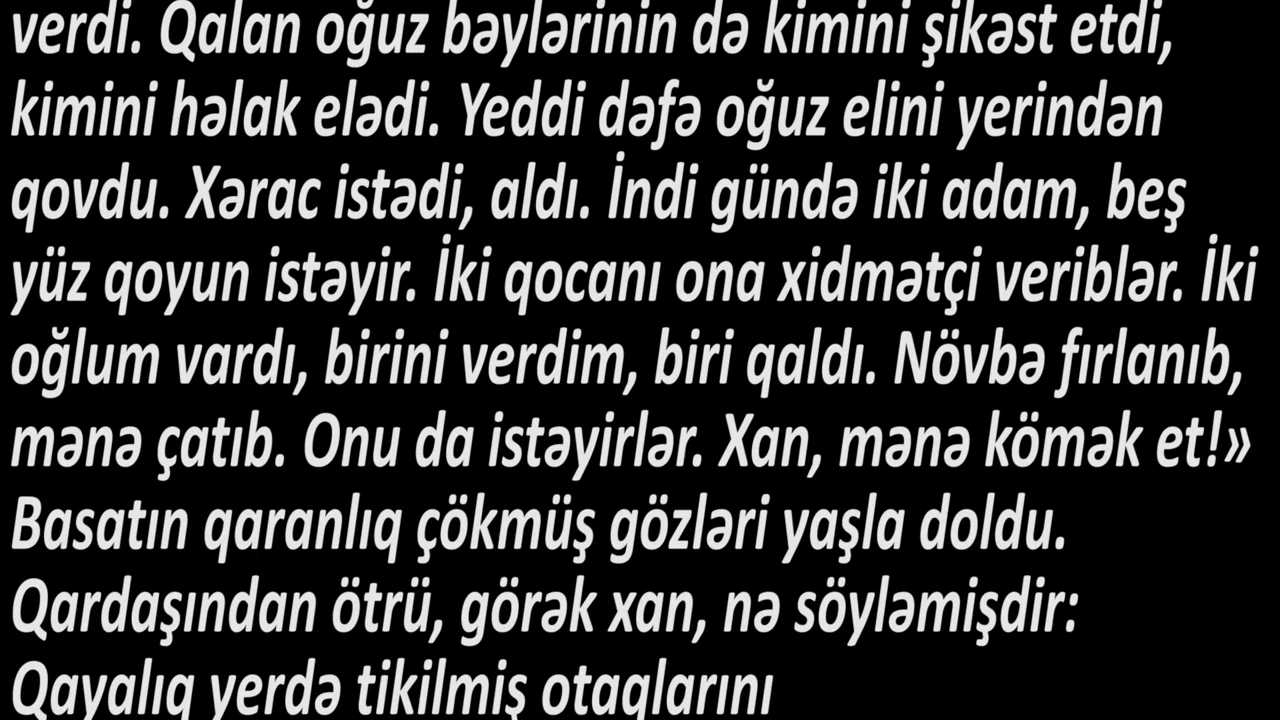 verdi. Qalan oğuz bəylərinin də kimini şikəst etdi,
kimini həlak elədi. Yeddi dəfə oğuz elini yerindən
qovdu. Xərac istədi, aldı. İndi gündə iki adam, beş
yüz qoyun istəyir. İki qocanı ona xidmətçi veriblər. İki
oğlum vardı, birini verdim, biri qaldı. Növbə fırlanıb,
mənə çatıb. Onu da istəyirlər. Xan, mənə kömək et!»
Basatın qaranlıq çökmüş gözləri yaşla doldu.
Qardaşından ötrü, görək xan, nə söyləmişdir:
Qayalıq yerdə tikilmiş otaqlarını